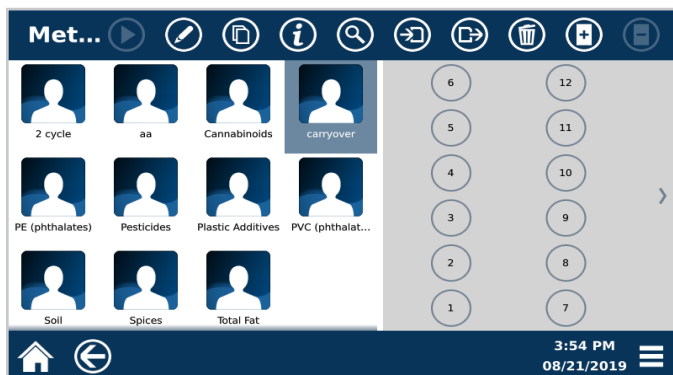 Met...
2 cycle
aa
Cannabinoids
carryover
PE (phthalates)
Pesticides
Plastic Additives
PVC (phthalat...
Soil
Spices
Total Fat
6
12
5
11
4
10
3
9
2
8
1
7
3:54 PM
08/21/2019